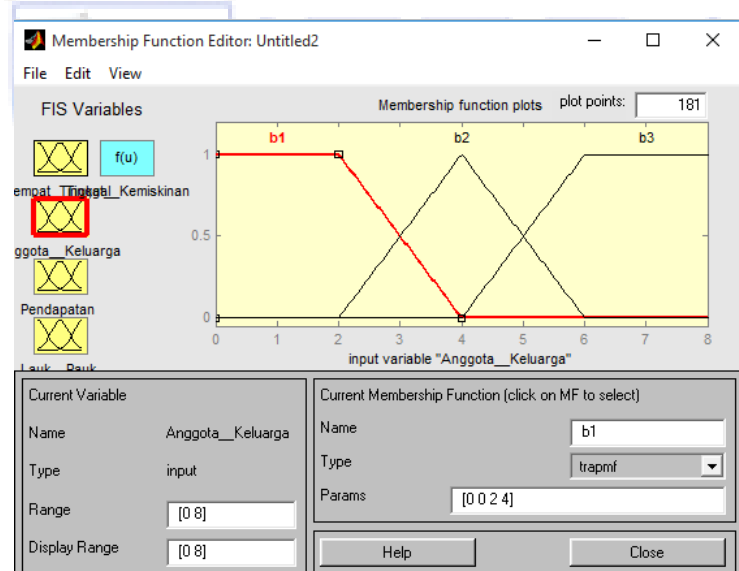 Membership Function Editor: Untitled2
File Edit View
FIS Variables
Membership function plots plot points: 181
f(u)
b1 b2 b3
1
0.5
0
0 1 2 3 4 5 6 7 8
input variable "Anggota__Keluarga"
empat_ _Kemiskinan
ggota__Keluarga
Pendapatan
Lauk__Pauk
Current Variable
Name Anggota__Keluarga
Type input
Range [0 8]
Display Range [0 8]
Current Membership Function (click on MF to select)
Name b1
Type trapmf
Params [0 0 2 4]
Help Close